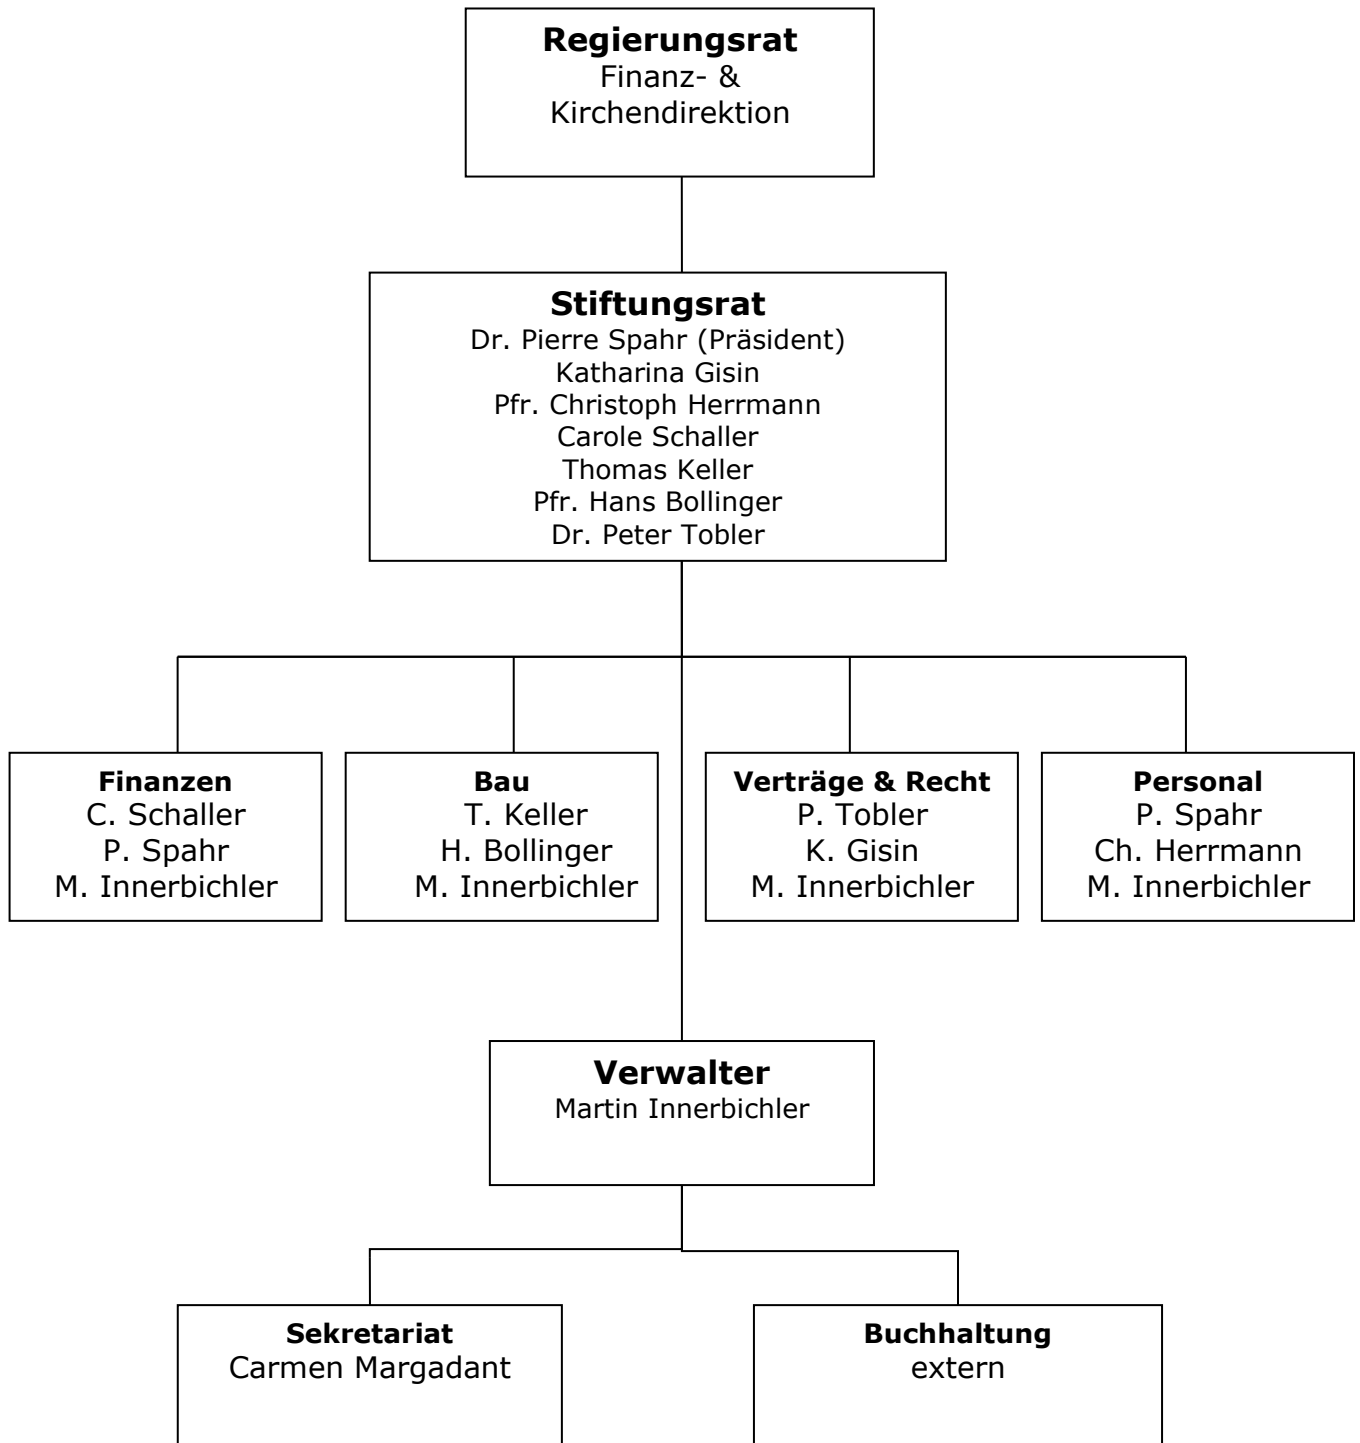 Regierungsrat
Finanz- &
Kirchendirektion
Stiftungsrat
Dr. Pierre Spahr (Präsident)
Katharina Gisin
Pfr. Christoph Herrmann
Carole Schaller
Thomas Keller
Pfr. Hans Bollinger
Dr. Peter Tobler
Finanzen
C. Schaller
P. Spahr
M. Innerbichler
Bau
T. Keller
H. Bollinger
M. Innerbichler
Verträge & Recht
P. Tobler
K. Gisin
M. Innerbichler
Personal
P. Spahr
Ch. Herrmann
M. Innerbichler
Verwalter
Martin Innerbichler
Sekretariat
Carmen Margadant
Buchhaltung
extern